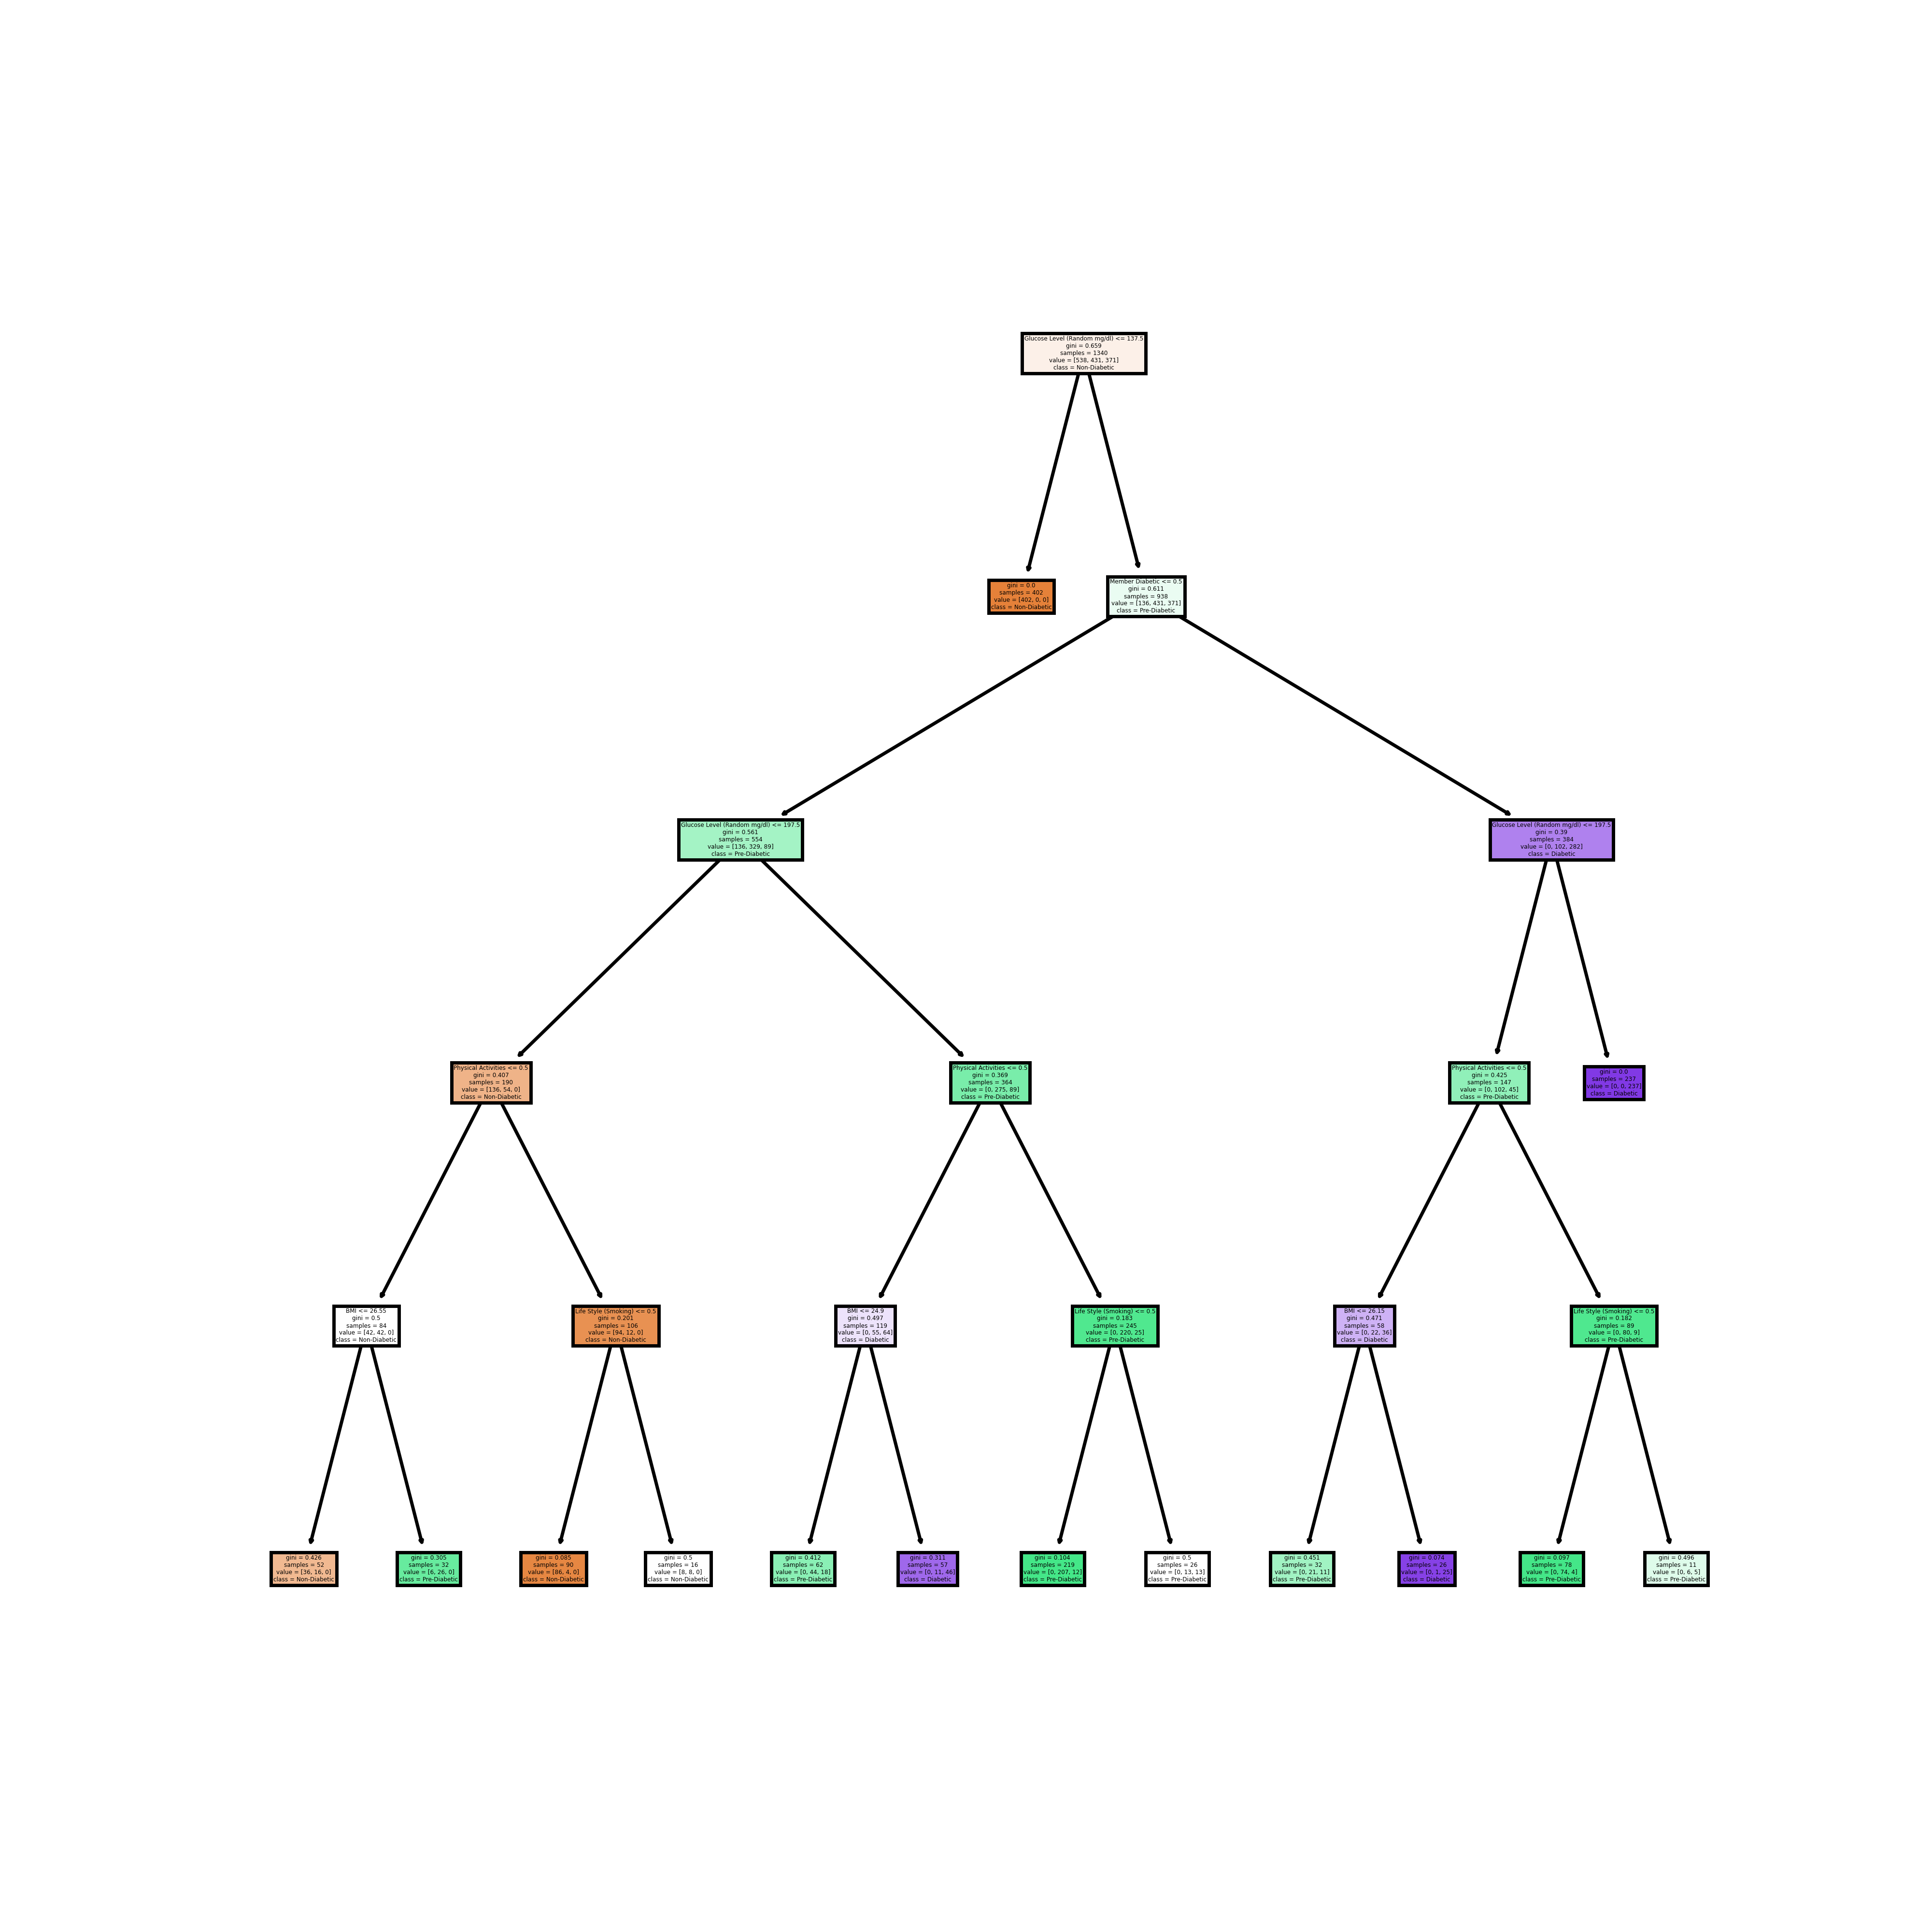 Glucose Level (Random mg/dl) <= 137.5
gini = 0.659
samples = 1340
value = [538, 431, 371]
class = Non-Diabetic
gini = 0.0
samples = 402
value = [402, 0, 0]
class = Non-Diabetic
Member Diabetic <= 0.5
gini = 0.611
samples = 938
value = [136, 431, 371]
class = Pre-Diabetic
Glucose Level (Random mg/dl) <= 197.5
gini = 0.561
samples = 554
value = [136, 329, 89]
class = Pre-Diabetic
Glucose Level (Random mg/dl) <= 197.5
gini = 0.39
samples = 384
value = [0, 102, 282]
class = Diabetic
Physical Activities <= 0.5
gini = 0.407
samples = 190
value = [136, 54, 0]
class = Non-Diabetic
Physical Activities <= 0.5
gini = 0.369
samples = 364
value = [0, 275, 89]
class = Pre-Diabetic
Physical Activities <= 0.5
gini = 0.425
samples = 147
value = [0, 102, 45]
class = Pre-Diabetic
gini = 0.0
samples = 237
value = [0, 0, 237]
class = Diabetic
BMI <= 26.55
gini = 0.5
samples = 84
value = [42, 42, 0]
class = Non-Diabetic
Life Style (Smoking) <= 0.5
gini = 0.201
samples = 106
value = [94, 12, 0]
class = Non-Diabetic
BMI <= 24.9
gini = 0.497
samples = 119
value = [0, 55, 64]
class = Diabetic
Life Style (Smoking) <= 0.5
gini = 0.183
samples = 245
value = [0, 220, 25]
class = Pre-Diabetic
BMI <= 26.15
gini = 0.471
samples = 58
value = [0, 22, 36]
class = Diabetic
Life Style (Smoking) <= 0.5
gini = 0.182
samples = 89
value = [0, 80, 9]
class = Pre-Diabetic
gini = 0.426
samples = 52
value = [36, 16, 0]
class = Non-Diabetic
gini = 0.305
samples = 32
value = [6, 26, 0]
class = Pre-Diabetic
gini = 0.085
samples = 90
value = [86, 4, 0]
class = Non-Diabetic
gini = 0.5
samples = 16
value = [8, 8, 0]
class = Non-Diabetic
gini = 0.412
samples = 62
value = [0, 44, 18]
class = Pre-Diabetic
gini = 0.311
samples = 57
value = [0, 11, 46]
class = Diabetic
gini = 0.104
samples = 219
value = [0, 207, 12]
class = Pre-Diabetic
gini = 0.5
samples = 26
value = [0, 13, 13]
class = Pre-Diabetic
gini = 0.451
samples = 32
value = [0, 21, 11]
class = Pre-Diabetic
gini = 0.074
samples = 26
value = [0, 1, 25]
class = Diabetic
gini = 0.097
samples = 78
value = [0, 74, 4]
class = Pre-Diabetic
gini = 0.496
samples = 11
value = [0, 6, 5]
class = Pre-Diabetic